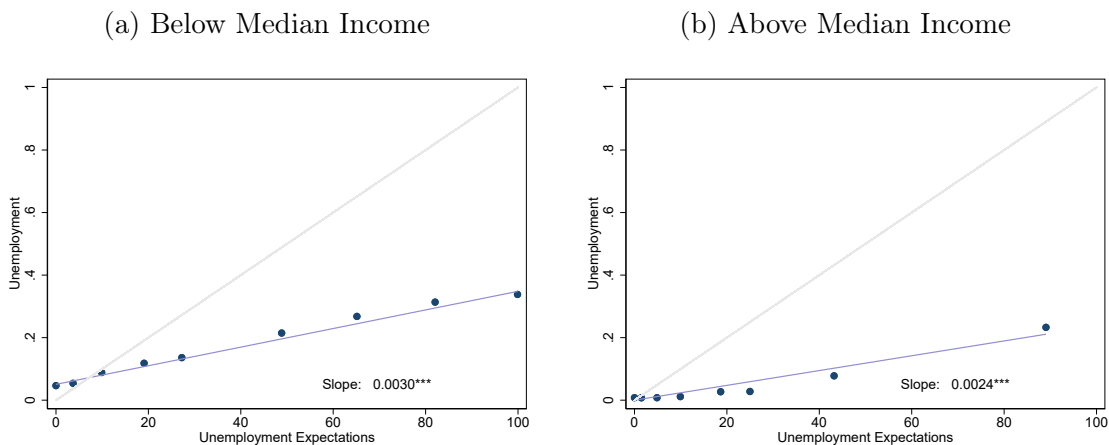 (a) Below Median Income
(b) Above Median Income
1
.8
.6
.4
.2
0
Unemployment
Slope: 0.0030***
0 20 40 60 80 100
Unemployment Expectations
1
.8
.6
.4
.2
0
Unemployment
Slope: 0.0024***
0 20 40 60 80 100
Unemployment Expectations